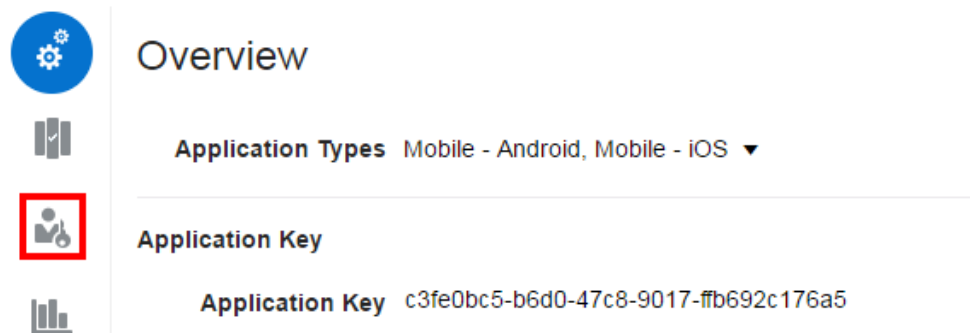 Overview
Application Types Mobile - Android, Mobile - iOS
Application Key
Application Key c3fe0bc5-b6d0-47c8-9017-ffb692c176a5